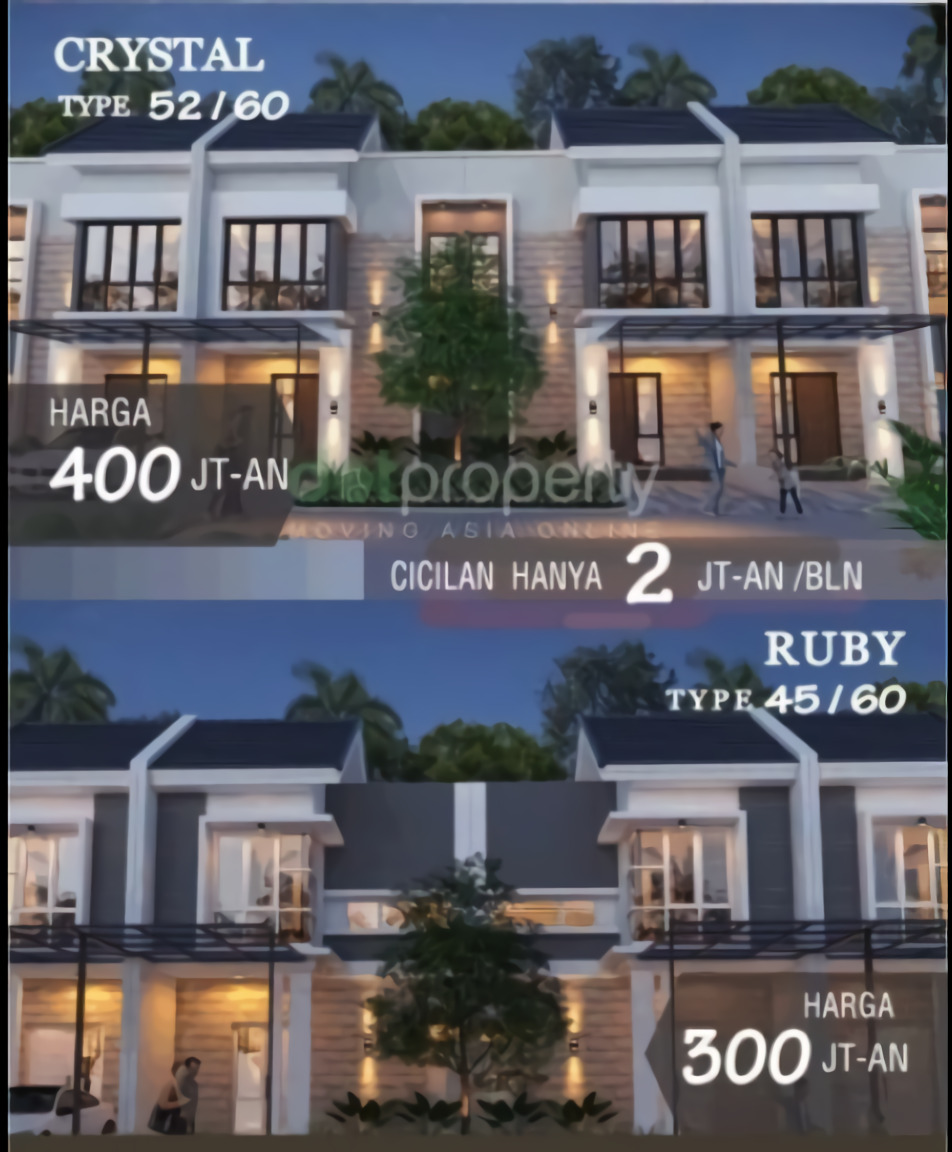 CRYSTAL
TYPE 52/60
HARGA
400 JT-AN
dotproperty
MOVING ASIA ONLINE
CICILAN HANYA 2 JT-AN /BLN
RUBY
TYPE 45/60
HARGA
300 JT-AN